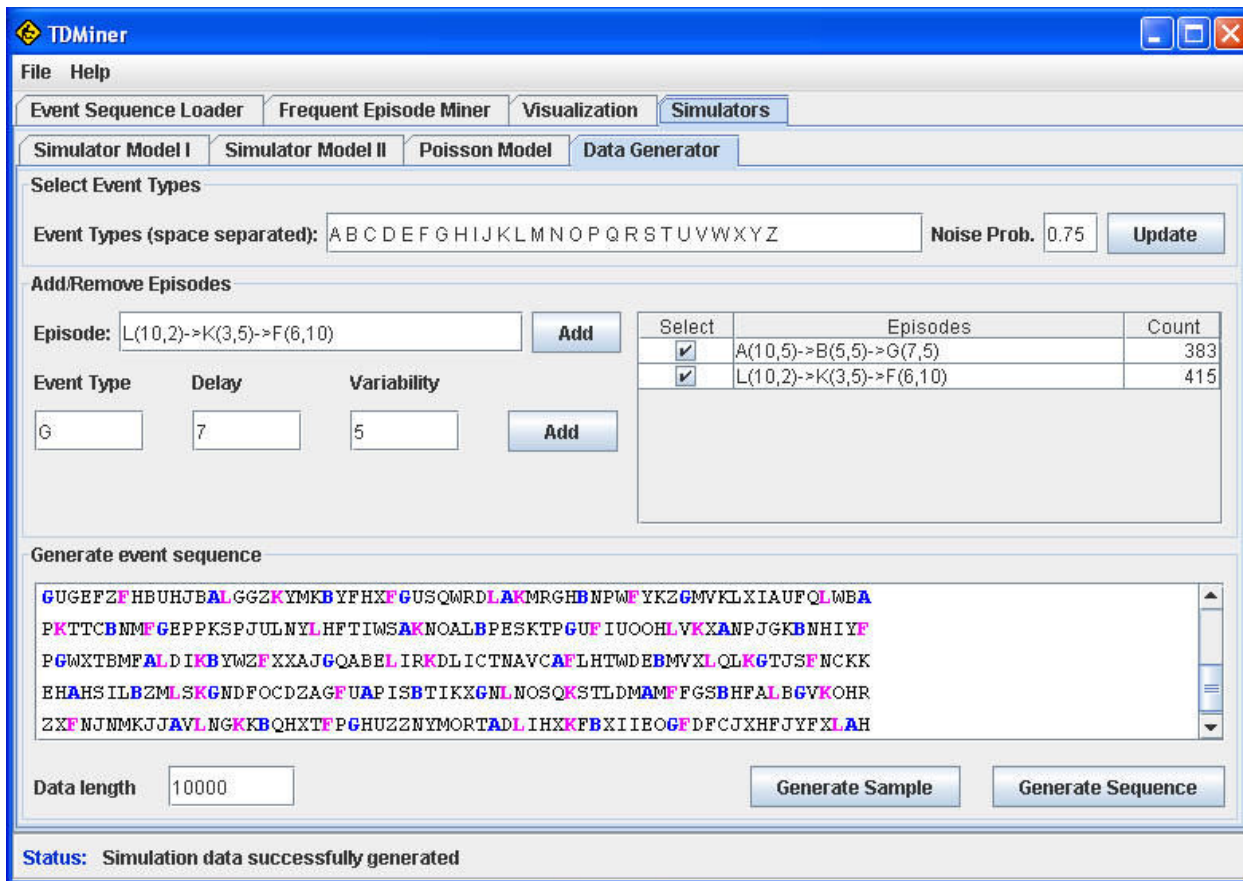 TDMiner
File Help
Event Sequence Loader Frequent Episode Miner Visualization Simulators
Simulator Model I Simulator Model II Poisson Model Data Generator
Select Event Types
Event Types (space separated): A B C D E F G H I J K L M N O P Q R S T U V W X Y Z Noise Prob. 0.75 Update
Add/Remove Episodes
Episode: L(10,2)->K(3,5)->F(6,10) Add
Select Episodes Count
A(10,5)->B(5,5)->G(7,5) 383
L(10,2)->K(3,5)->F(6,10) 415
Event Type Delay Variability
G 7 5 Add
Generate event sequence
GUGEFZFHBUHJBALGGZKYMKBYFHXFGUSQWRDLAKMRGHBNPWFYKZGMVKLXIAUFQLWBA
PKTTCBNMFGEPPKSPJULNYLHFTIWSAKNOALBPESKTPGUFIUOOHLVKXANPJGKBNHIYF
PGWXTBMFALDIKBYWZFXXAJGQABELIRKDLICTNAVCAFLHTWDEBMVXLQLKGTJSFNCKK
EHAHSILBZMLSKGNDFOCDZAGFUAPISBTIKXGNLNOSQKSTLDMAMFFGSBHFALBGVKOHR
ZXFNJNMKJJAVLNGKKBQHXTFPGHUZZNYMORTADLIHXKFBXIIEOGFDFCJXHFJYFXLAH
Data length 10000 Generate Sample Generate Sequence
Status: Simulation data successfully generated